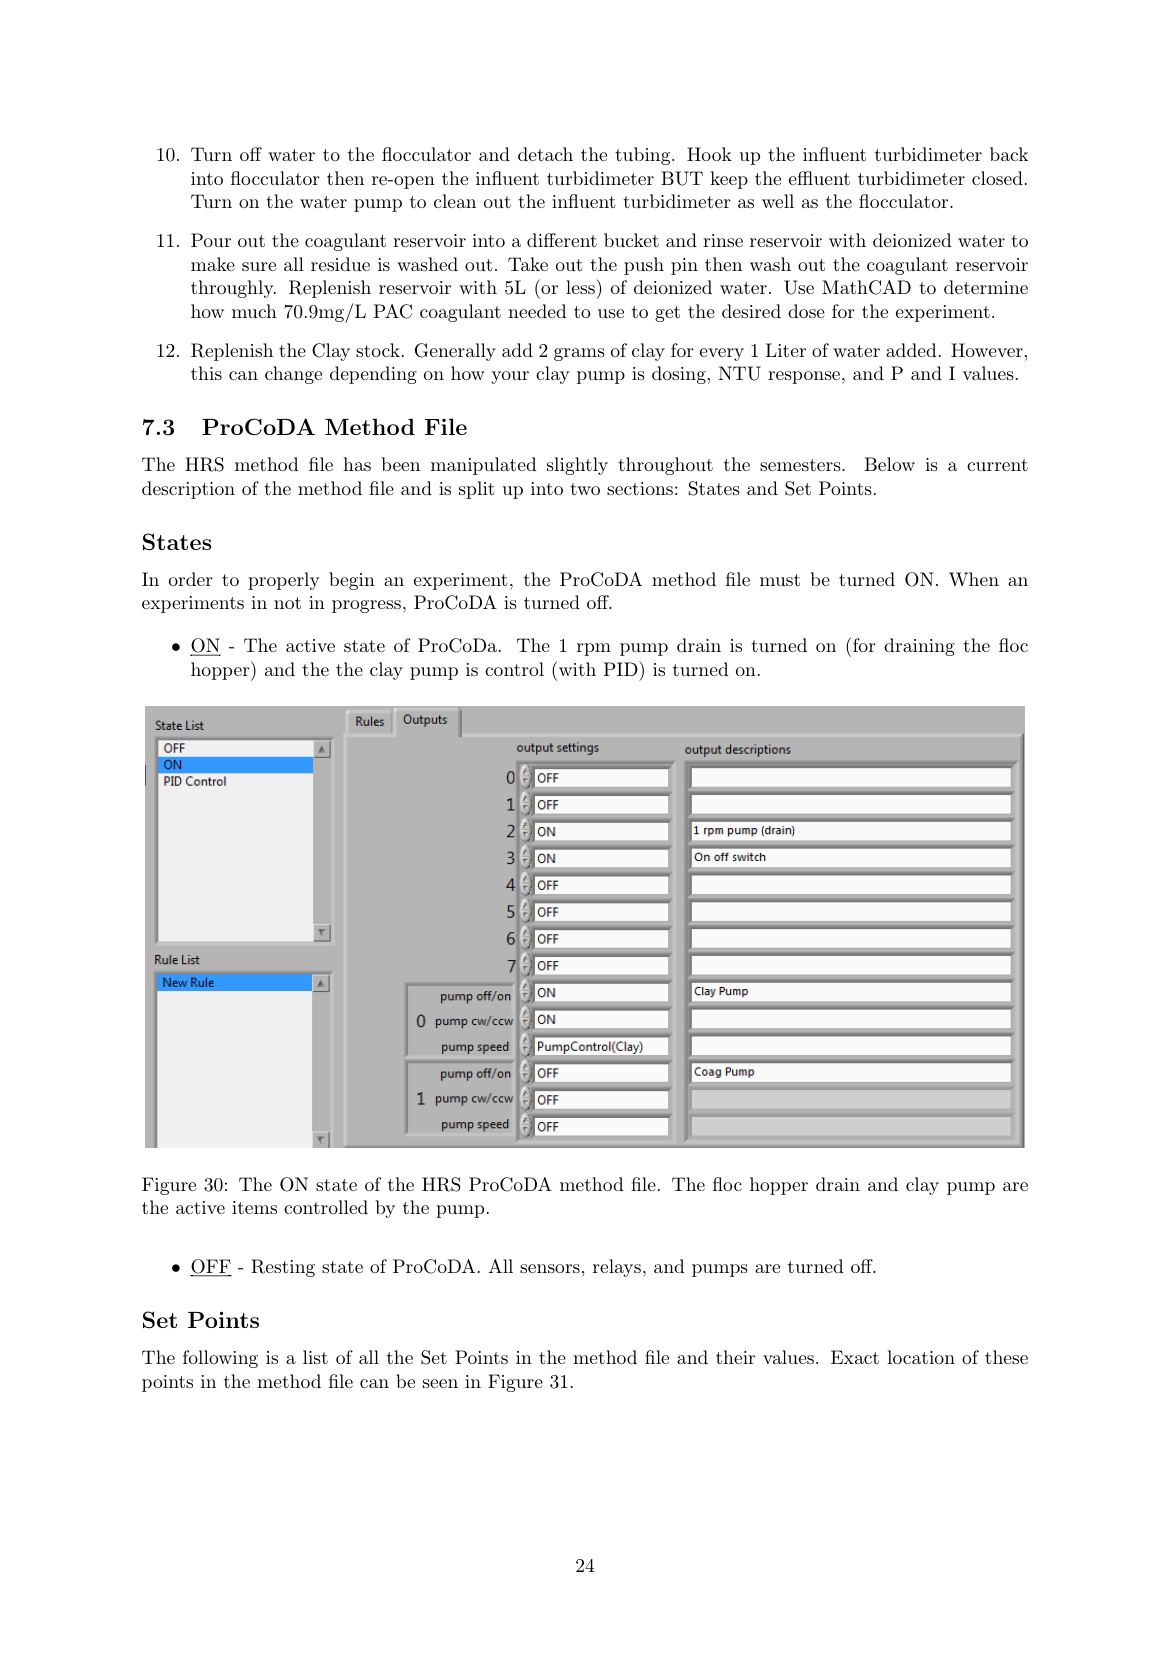 10. Turn off water to the flocculator and detach the tubing. Hook up the influent turbidimeter back
into flocculator then re-open the influent turbidimeter BUT keep the effluent turbidimeter closed.
Turn on the water pump to clean out the influent turbidimeter as well as the flocculator.
11. Pour out the coagulant reservoir into a different bucket and rinse reservoir with deionized water to
make sure all residue is washed out. Take out the push pin then wash out the coagulant reservoir
throughly. Replenish reservoir with 5L (or less) of deionized water. Use MathCAD to determine
how much 70.9mg/L PAC coagulant needed to use to get the desired dose for the experiment.
12. Replenish the Clay stock. Generally add 2 grams of clay for every 1 Liter of water added. However,
this can change depending on how your clay pump is dosing, NTU response, and P and I values.
7.3 ProCoDA Method File
The HRS method file has been manipulated slightly throughout the semesters. Below is a current
description of the method file and is split up into two sections: States and Set Points.
States
In order to properly begin an experiment, the ProCoDA method file must be turned ON. When an
experiments in not in progress, ProCoDA is turned off.
• ON - The active state of ProCoDa. The 1 rpm pump drain is turned on (for draining the floc
hopper) and the the clay pump is control (with PID) is turned on.
State List
OFF
ON
PID Control
Rule List
New Rule
Rules Outputs
output settings output descriptions
0 OFF
1 OFF
2 ON 1 rpm pump (drain)
3 ON On off switch
4 OFF
5 OFF
6 OFF
7 OFF
pump off/on ON Clay Pump
0 pump cw/ccw ON
pump speed PumpControl(Clay)
pump off/on OFF Coag Pump
1 pump cw/ccw OFF
pump speed OFF
Figure 30: The ON state of the HRS ProCoDA method file. The floc hopper drain and clay pump are
the active items controlled by the pump.
• OFF - Resting state of ProCoDA. All sensors, relays, and pumps are turned off.
Set Points
The following is a list of all the Set Points in the method file and their values. Exact location of these
points in the method file can be seen in Figure 31.
24